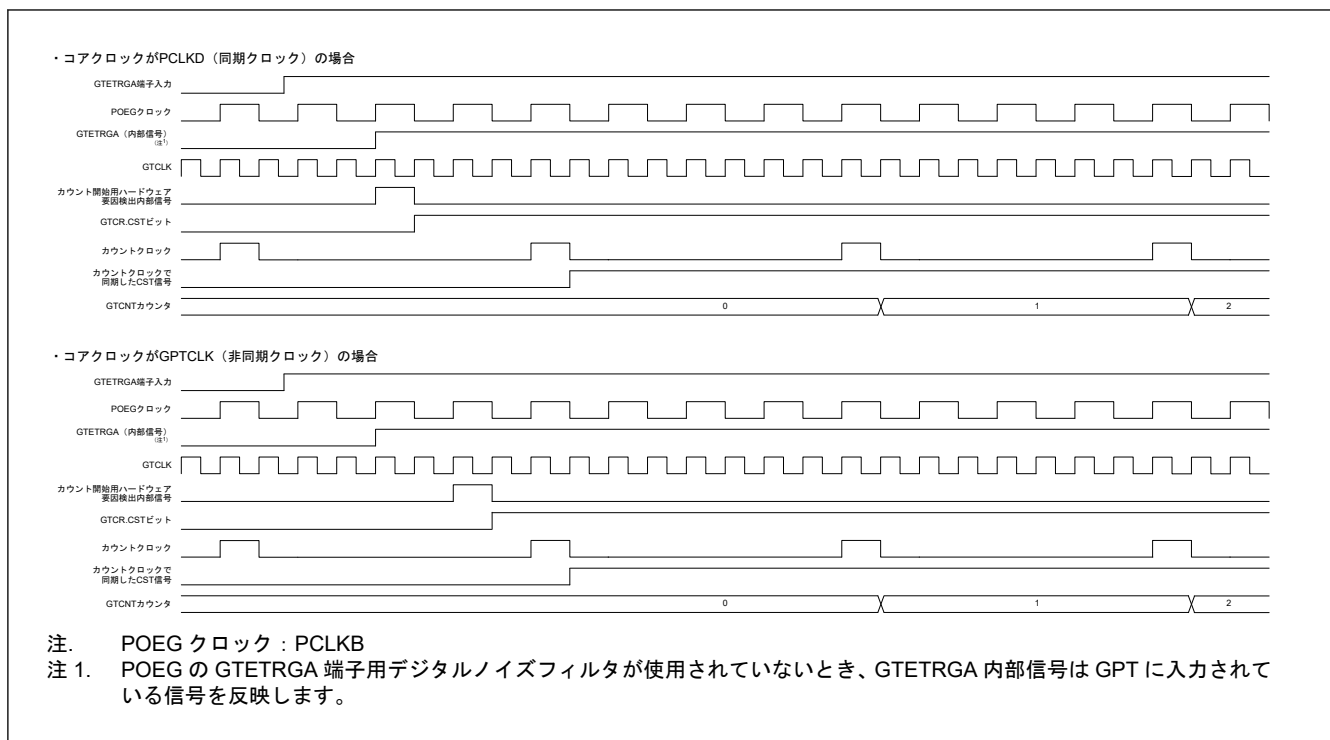 ・コアクロックがPCLKD（同期クロック）の場合
GTETRGA端子入力
POEGクロック
GTETRGA（内部信号）
(注1)
GTCLK
カウント開始用ハードウェア
要因検出内部信号
GTCR.CSTビット
カウントクロック
カウントクロックで
同期したCST信号
GTCNTカウンタ 0 1 2
・コアクロックがGPTCLK（非同期クロック）の場合
GTETRGA端子入力
POEGクロック
GTETRGA（内部信号）
(注1)
GTCLK
カウント開始用ハードウェア
要因検出内部信号
GTCR.CSTビット
カウントクロック
カウントクロックで
同期したCST信号
GTCNTカウンタ 0 1 2
注. POEG クロック：PCLKB
注 1. POEG の GTETRGA 端子用デジタルノイズフィルタが使用されていないとき、GTETRGA 内部信号は GPT に入力されて
いる信号を反映します。